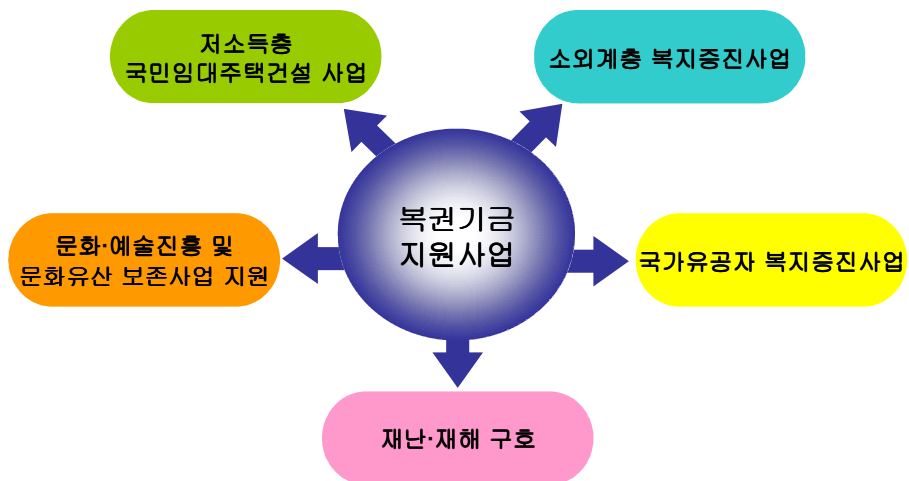 저소득층
국민임대주택건설 사업
소외계층 복지증진사업
복권기금
지원사업
문화·예술진흥 및
문화유산 보존사업 지원
국가유공자 복지증진사업
재난·재해 구호